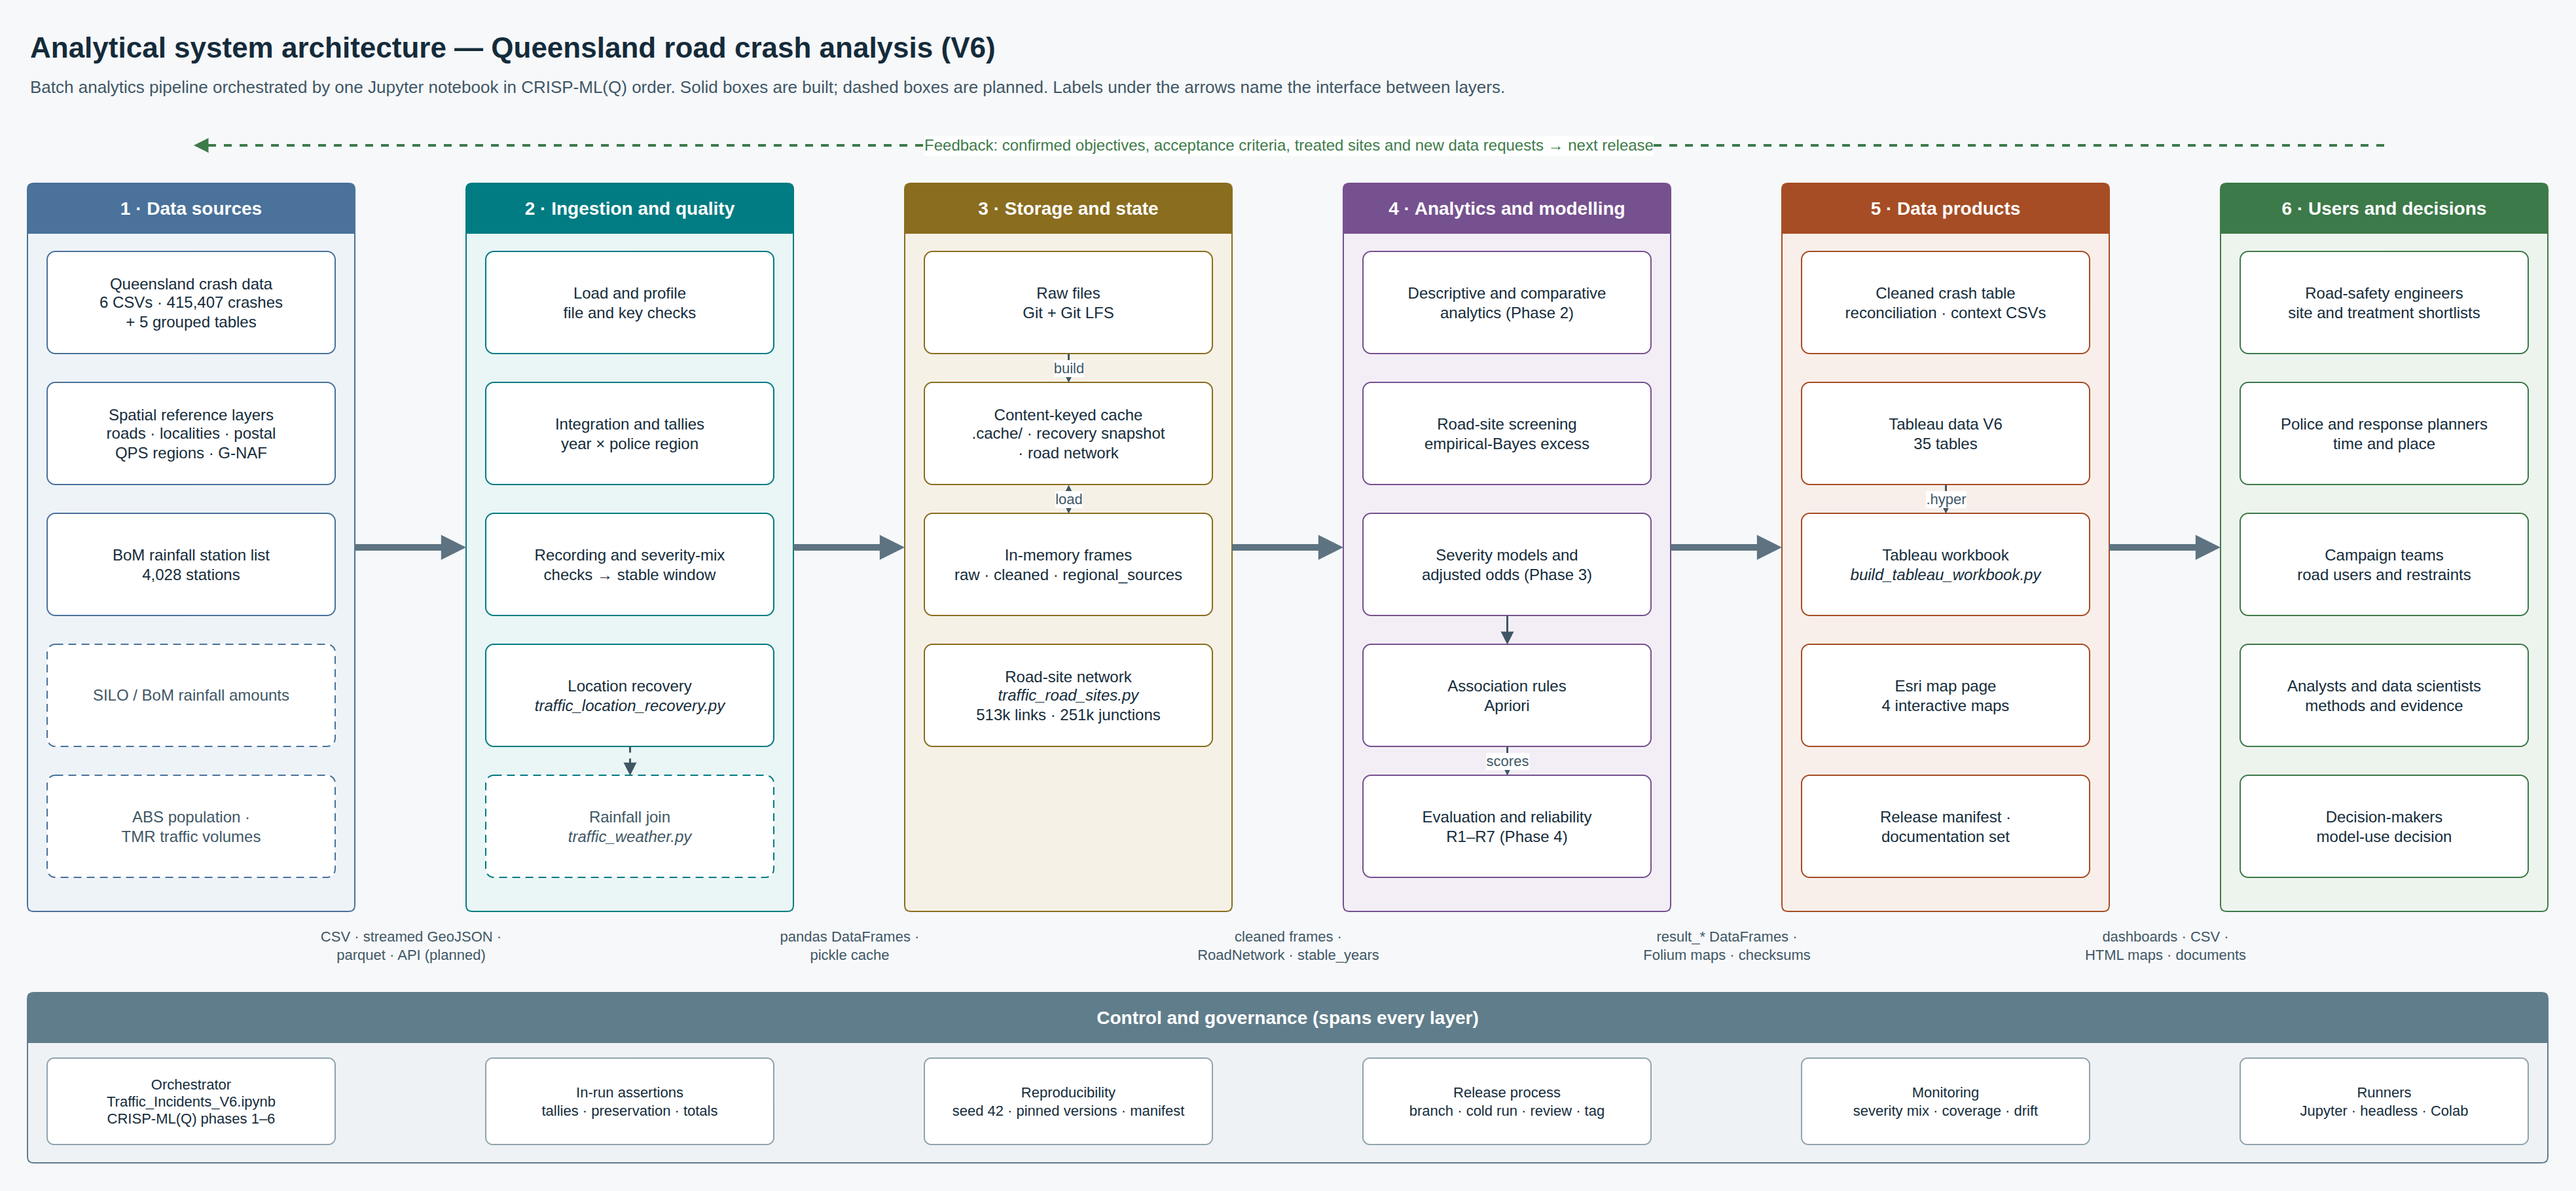 Analytical system architecture — Queensland road crash analysis (V6)
Batch analytics pipeline orchestrated by one Jupyter notebook in CRISP-ML(Q) order. Solid boxes are built; dashed boxes are planned. Labels under the arrows name the interface between layers.
Feedback: confirmed objectives, acceptance criteria, treated sites and new data requests → next release
1 · Data sources
Queensland crash data
6 CSVs · 415,407 crashes
+ 5 grouped tables
Spatial reference layers
roads · localities · postal
QPS regions · G-NAF
BoM rainfall station list
4,028 stations
SILO / BoM rainfall amounts
ABS population ·
TMR traffic volumes
2 · Ingestion and quality
Load and profile
file and key checks
Integration and tallies
year × police region
Recording and severity-mix
checks → stable window
Location recovery
traffic_location_recovery.py
Rainfall join
traffic_weather.py
3 · Storage and state
Raw files
Git + Git LFS
build
Content-keyed cache
.cache/ · recovery snapshot
· road network
load
In-memory frames
raw · cleaned · regional_sources
Road-site network
traffic_road_sites.py
513k links · 251k junctions
4 · Analytics and modelling
Descriptive and comparative
analytics (Phase 2)
Road-site screening
empirical-Bayes excess
Severity models and
adjusted odds (Phase 3)
Association rules
Apriori
scores
Evaluation and reliability
R1–R7 (Phase 4)
5 · Data products
Cleaned crash table
reconciliation · context CSVs
Tableau data V6
35 tables
.hyper
Tableau workbook
build_tableau_workbook.py
Esri map page
4 interactive maps
Release manifest ·
documentation set
6 · Users and decisions
Road-safety engineers
site and treatment shortlists
Police and response planners
time and place
Campaign teams
road users and restraints
Analysts and data scientists
methods and evidence
Decision-makers
model-use decision
CSV · streamed GeoJSON ·
parquet · API (planned)
pandas DataFrames ·
pickle cache
cleaned frames ·
RoadNetwork · stable_years
result_* DataFrames ·
Folium maps · checksums
dashboards · CSV ·
HTML maps · documents
Control and governance (spans every layer)
Orchestrator
Traffic_Incidents_V6.ipynb
CRISP-ML(Q) phases 1–6
In-run assertions
tallies · preservation · totals
Reproducibility
seed 42 · pinned versions · manifest
Release process
branch · cold run · review · tag
Monitoring
severity mix · coverage · drift
Runners
Jupyter · headless · Colab